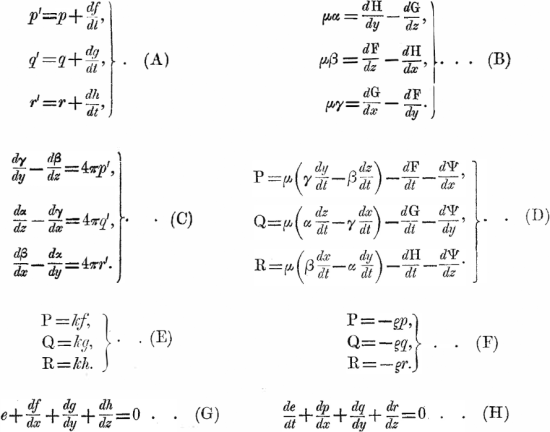 p'=p+df/dt, μα=dH/dy−dG/dz,
q'=q+dg/dt, . (A) μβ=dF/dz−dH/dx, . . . (B)
r'=r+dh/dt, μγ=dG/dx−dF/dy.
dγ/dy−dβ/dz=4πp', P=μ(γ dy/dt−β dz/dt)−dF/dt−dΨ/dx,
dα/dz−dγ/dx=4πq', . . (C) Q=μ(α dz/dt−γ dx/dt)−dG/dt−dΨ/dy, . . (D)
dβ/dx−dα/dy=4πr'. R=μ(β dx/dt−α dy/dt)−dH/dt−dΨ/dz.
P=kf, P=−ϱp,
Q=kg, . . (E) Q=−ϱq, . . (F)
R=kh. R=−ϱr.
e+df/dx+dg/dy+dh/dz=0 . . (G) de/dt+dp/dx+dq/dy+dr/dz=0. . . (H)